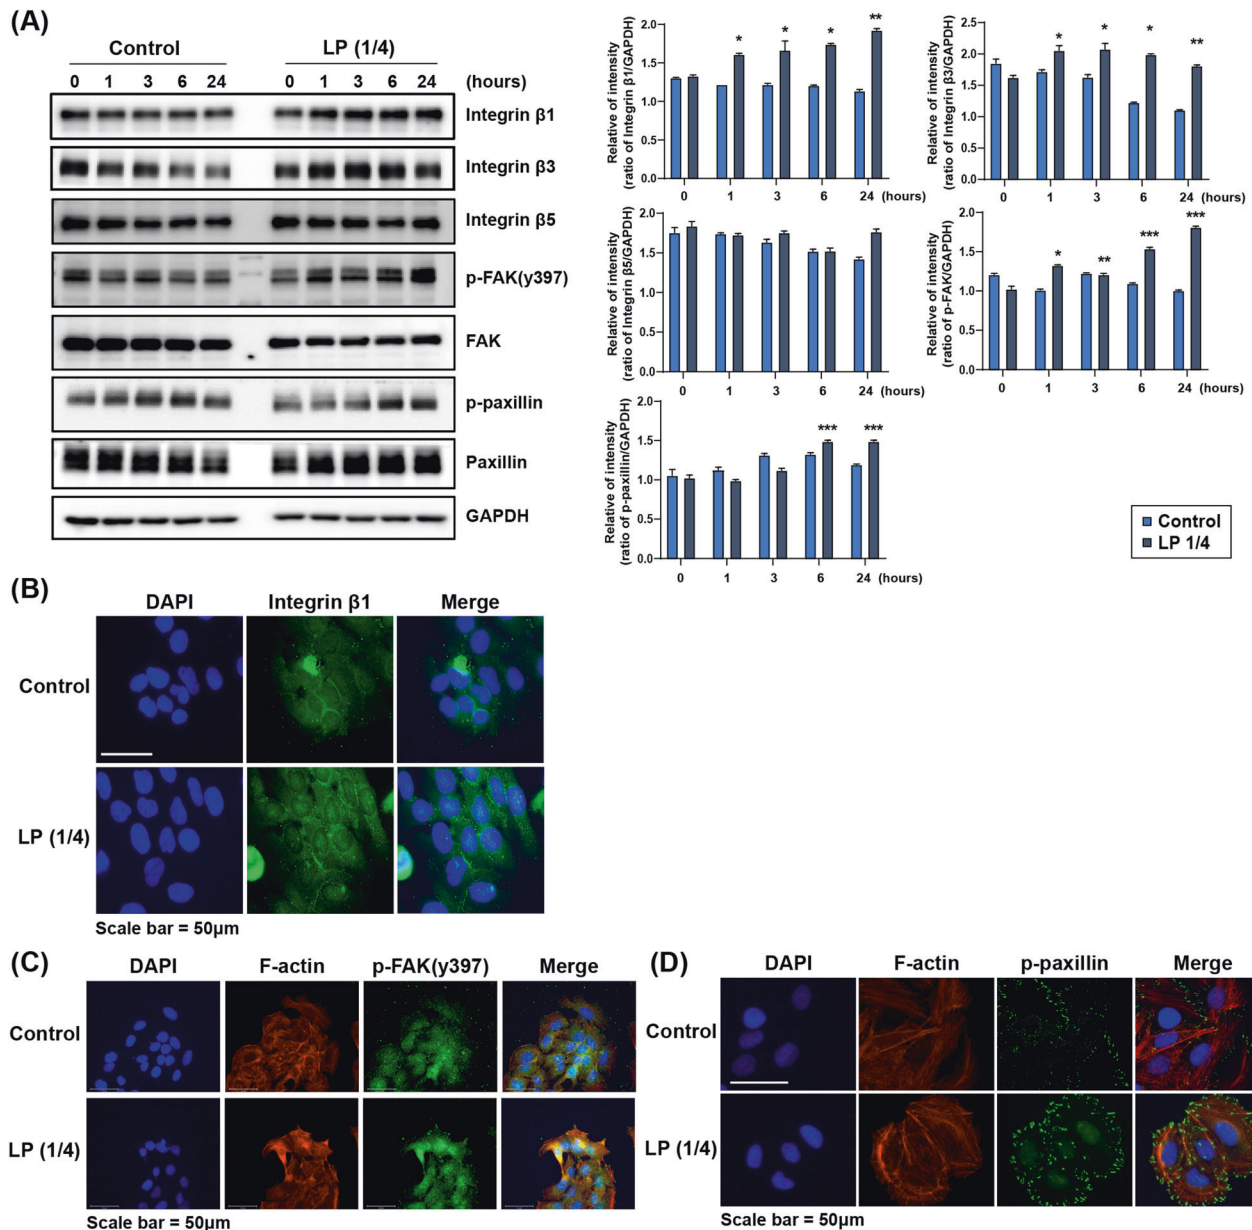 (A)
Control LP (1/4)
0 1 3 6 24 0 1 3 6 24 (hours)
Integrin β1
Integrin β3
Integrin β5
p-FAK(y397)
FAK
p-paxillin
Paxillin
GAPDH
Relative of intensity
(ratio of Integrin β1/GAPDH)
2.0
1.5
1.0
0.5
0.0
* * * **
0 1 3 6 24 (hours)
Relative of intensity
(ratio of Integrin β3/GAPDH)
2.5
2.0
1.5
1.0
0.5
0.0
* * * **
0 1 3 6 24 (hours)
Relative of intensity
(ratio of Integrin β5/GAPDH)
2.0
1.5
1.0
0.5
0.0
0 1 3 6 24 (hours)
Relative of intensity
(ratio of p-FAK/GAPDH)
2.0
1.5
1.0
0.5
0.0
* ** *** ***
0 1 3 6 24 (hours)
Relative of intensity
(ratio of p-paxillin/GAPDH)
2.0
1.5
1.0
0.5
0.0
*** ***
0 1 3 6 24 (hours)
Control
LP 1/4
(B)
DAPI Integrin β1 Merge
Control
LP (1/4)
Scale bar = 50μm
(C)
DAPI F-actin p-FAK(y397) Merge
Control
LP (1/4)
Scale bar = 50μm
(D)
DAPI F-actin p-paxillin Merge
Control
LP (1/4)
Scale bar = 50μm